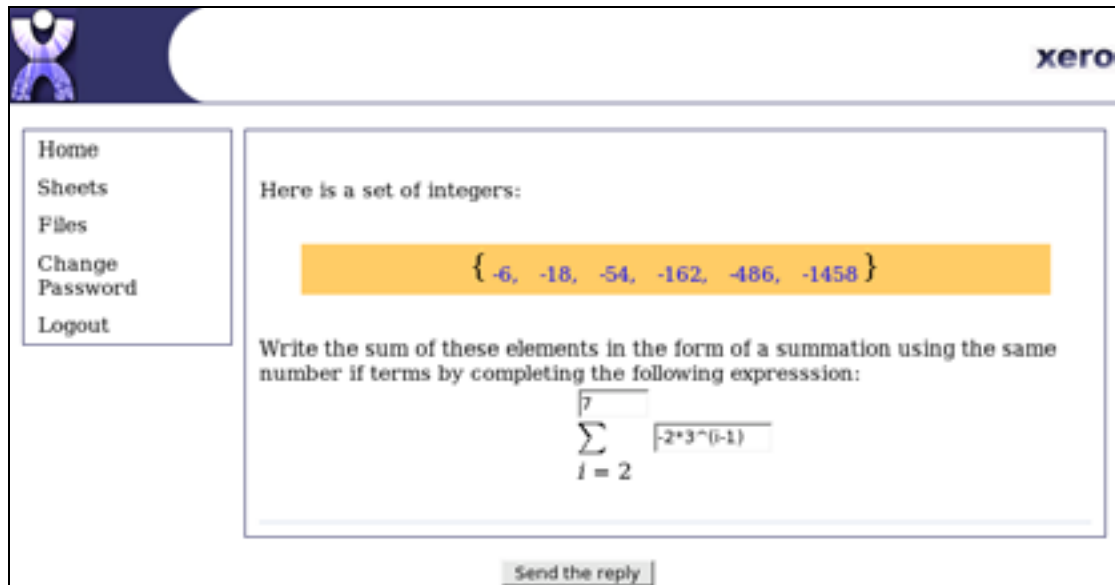 xero
Home
Sheets
Files
Change
Password
Logout
Here is a set of integers:
{ -6, -18, -54, -162, -486, -1458 }
Write the sum of these elements in the form of a summation using the same
number if terms by completing the following expresssion:
7
∑ -2*3^(i-1)
i = 2
Send the reply